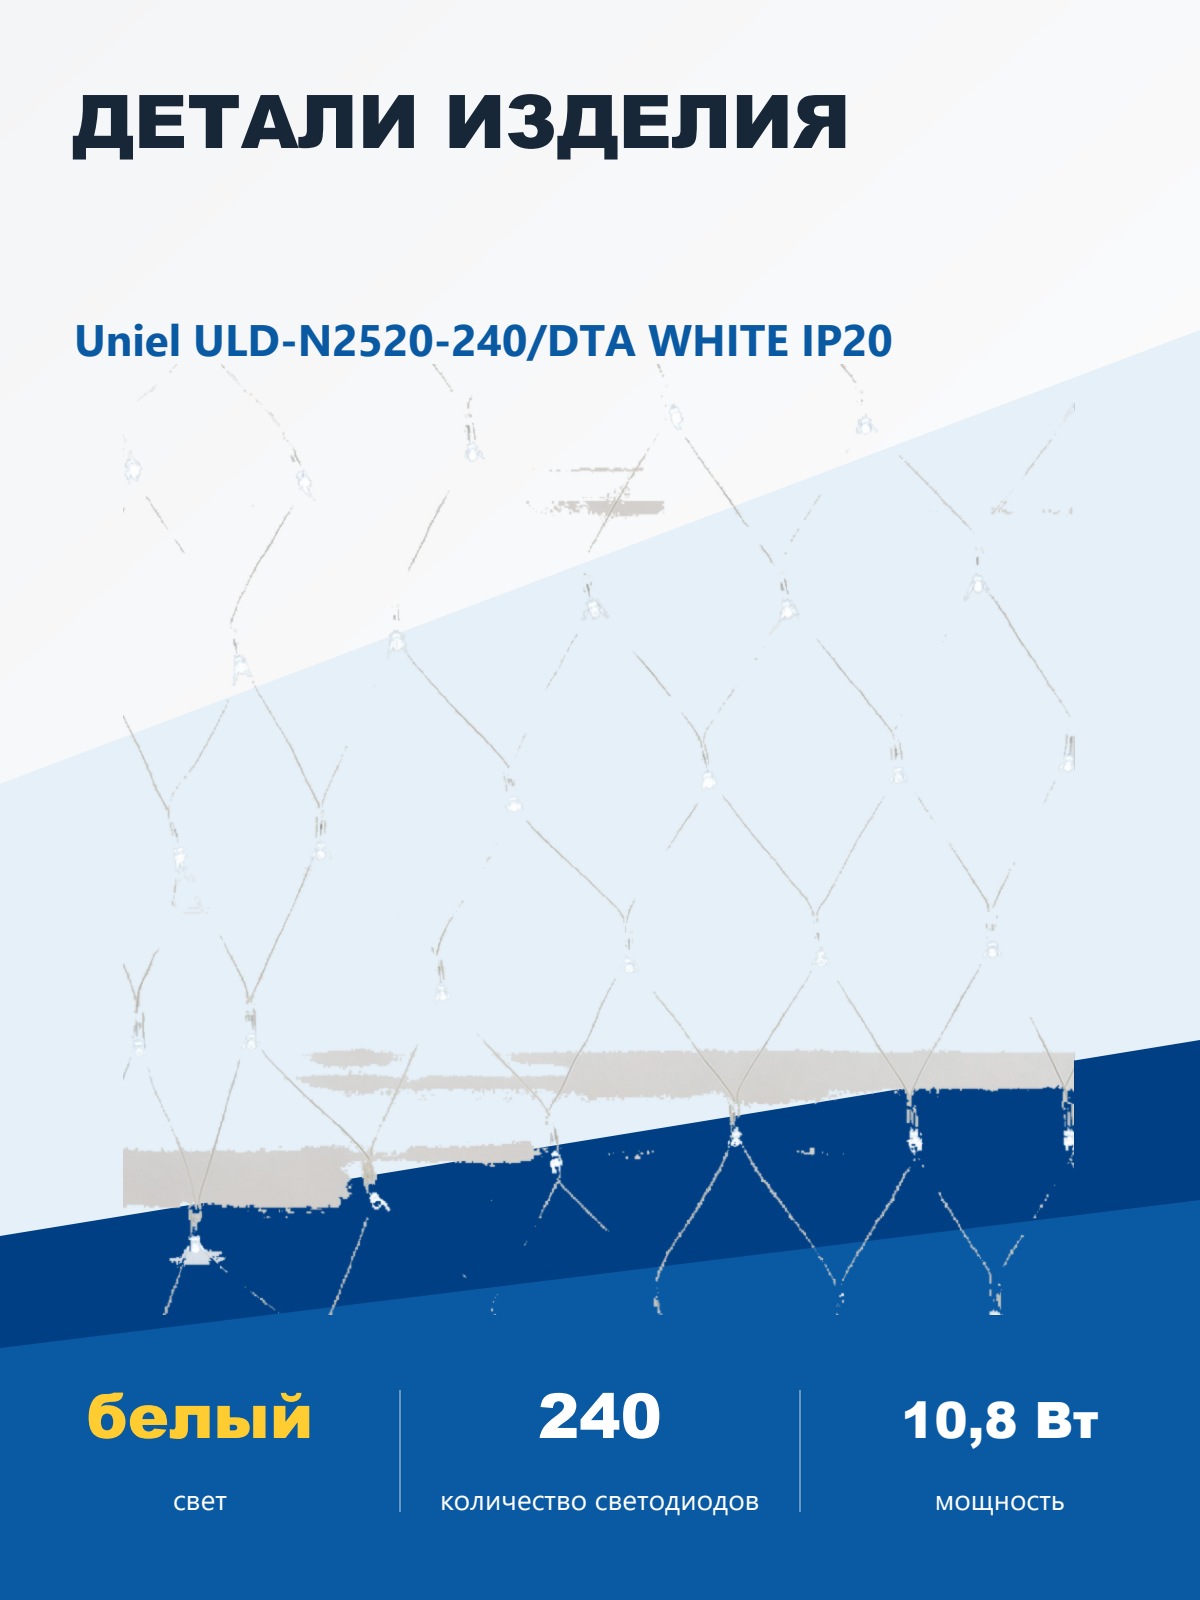 ДЕТАЛИ ИЗДЕЛИЯ
Uniel ULD-N2520-240/DTA WHITE IP20
белый
свет
240
количество светодиодов
10,8 Вт
мощность